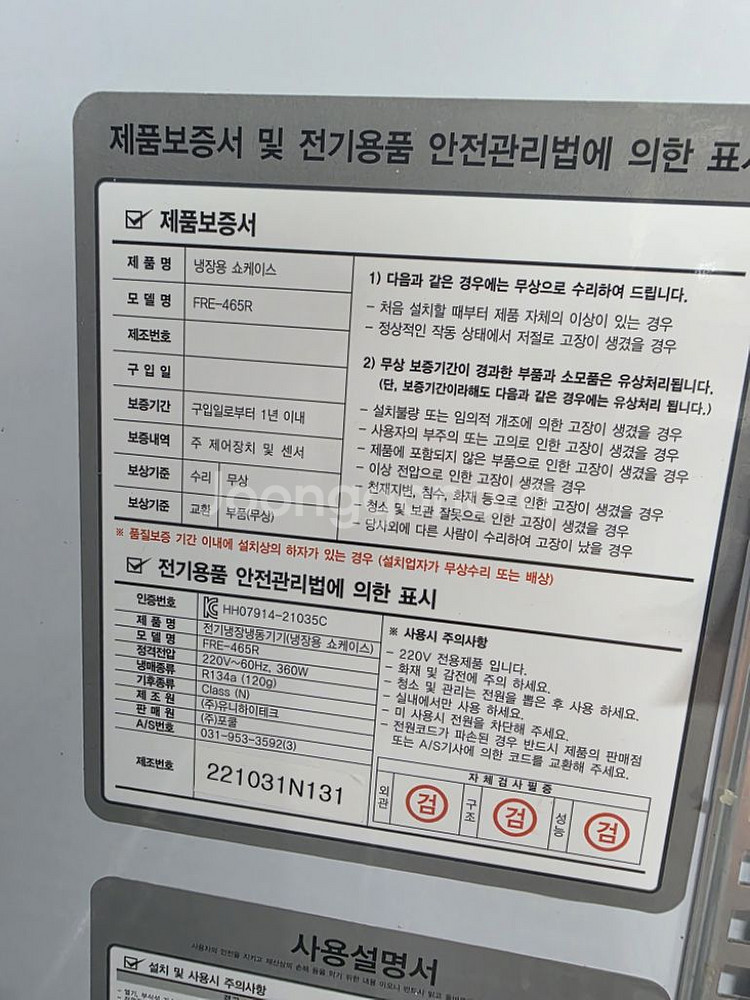 제품보증서 및 전기용품 안전관리법에 의한 표
제품보증서
제 품 명 냉장용 쇼케이스
모 델 명 FRE-465R
제조번호
구 입 일
보증기간 구입일로부터 1년 이내
보증내역 주 제어장치 및 센서
보상기준 수리 무상
보상기준 교환 부품(무상)
1) 다음과 같은 경우에는 무상으로 수리하여 드립니다.
- 처음 설치할 때부터 제품 자체의 이상이 있는 경우
- 정상적인 작동 상태에서 저절로 고장이 생겼을 경우
2) 무상 보증기간이 경과한 부품과 소모품은 유상처리됩니다.
(단, 보증기간이라해도 다음과 같은 경우에는 유상처리 됩니다.)
- 설치불량 또는 임의적 개조에 의한 고장이 생겼을 경우
- 사용자의 부주의 또는 고의로 인한 고장이 생겼을 경우
- 제품에 포함되지 않은 부품으로 인한 고장이 생겼을 경우
- 이상 전압으로 인한 고장이 생겼을 경우
- 천재지변, 침수, 화재 등으로 인한 고장이 생겼을 경우
- 청소 및 보관 잘못으로 인한 고장이 생겼을 경우
- 당사외에 다른 사람이 수리하여 고장이 났을 경우
※ 품질보증 기간 이내에 설치상의 하자가 있는 경우 (설치업자가 무상수리 또는 배상)
전기용품 안전관리법에 의한 표시
인증번호 HH07914-21035C
제 품 명 전기냉장냉동기기(냉장용 쇼케이스)
모 델 명 FRE-465R
정격전압 220V~60Hz, 360W
냉매종류 R134a (120g)
기후종류 Class (N)
제 조 원 (주)유니하이테크
판 매 원 (주)포쿨
A/S번호 031-953-3592(3)
제조번호 221031N131
※ 사용시 주의사항
- 220V 전용제품 입니다.
- 화재 및 감전에 주의 하세요.
- 청소 및 관리는 전원을 뽑은 후 사용 하세요.
- 실내에서만 사용 하세요.
- 미 사용시 전원을 차단해 주세요.
- 전원코드가 파손된 경우 반드시 제품의 판매점
또는 A/S기사에 의한 코드를 교환해 주세요.
자 체 검 사 필 증
외관 검 구조 검 성능 검
사용설명서
설치 및 사용시 주의사항